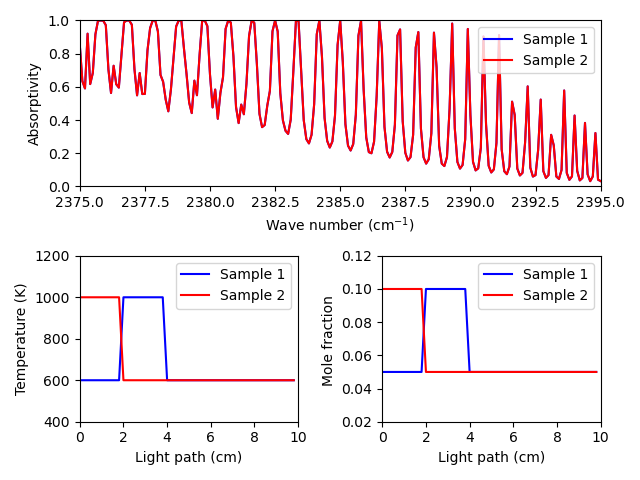 1.0
0.8
0.6
0.4
0.2
0.0
Absorptivity
Sample 1
Sample 2
2375.0 2377.5 2380.0 2382.5 2385.0 2387.5 2390.0 2392.5 2395.0
Wave number (cm⁻¹)
1200
1000
800
600
400
Temperature (K)
Sample 1
Sample 2
0 2 4 6 8 10
Light path (cm)
0.12
0.10
0.08
0.06
0.04
0.02
Mole fraction
Sample 1
Sample 2
0 2 4 6 8 10
Light path (cm)